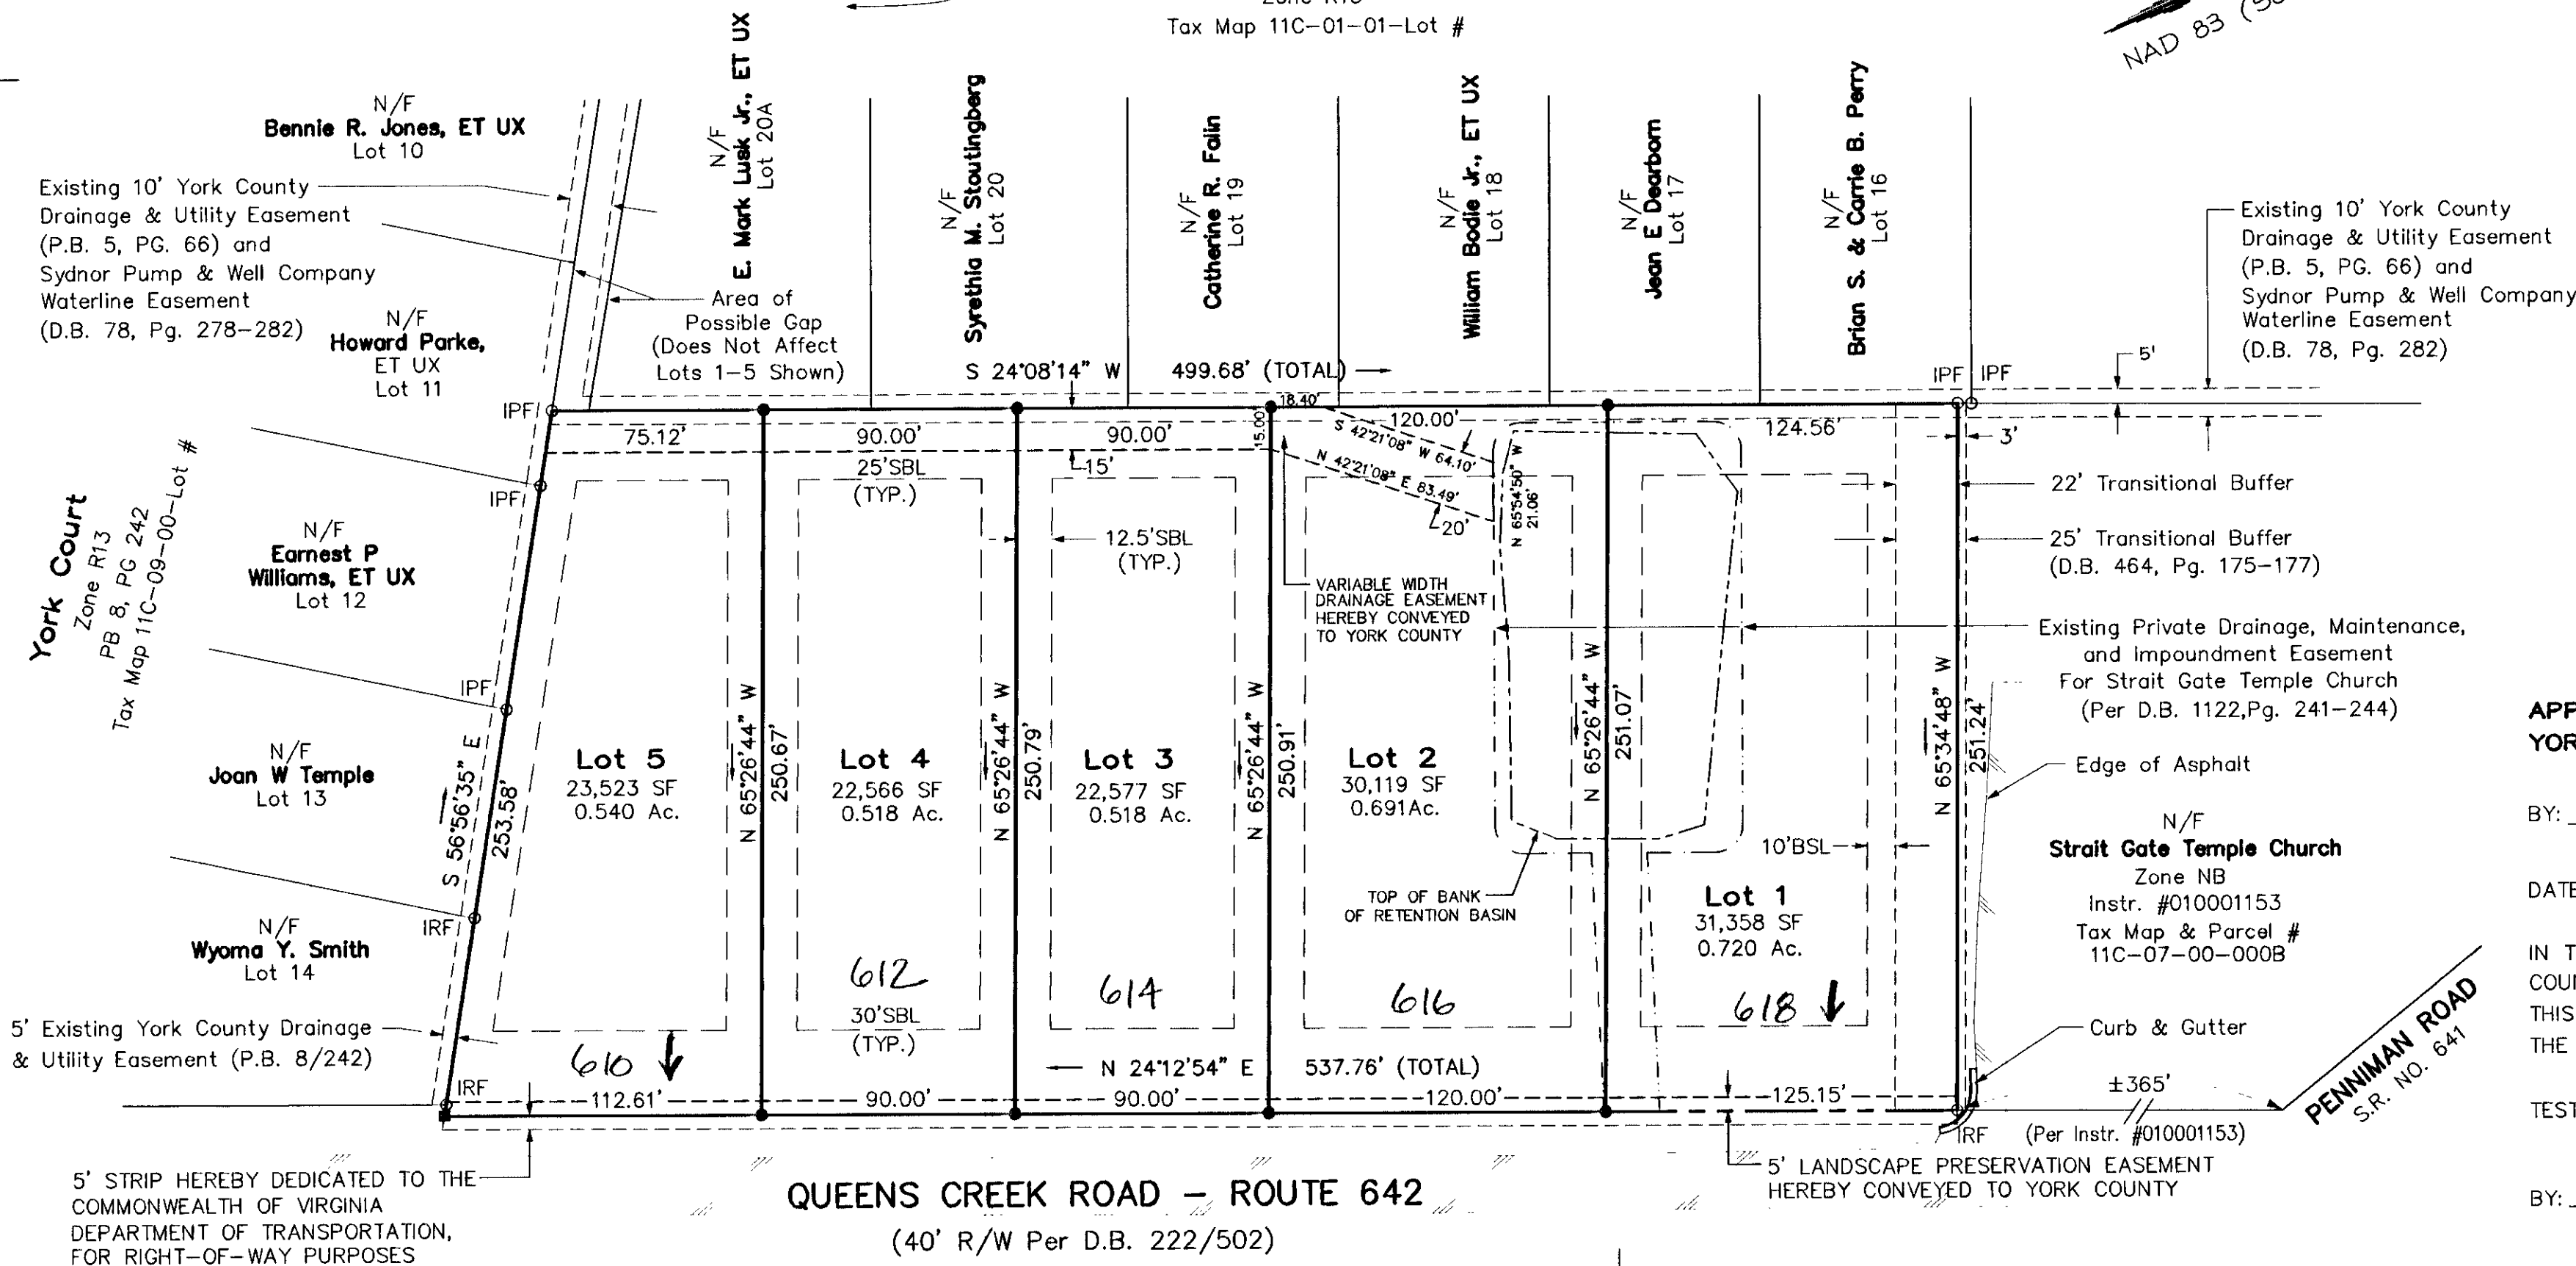 Tax Map 11C-01-01-Lot #
NAD 83
N/F
Bennie R. Jones, ET UX
Lot 10
Existing 10' York County
Drainage & Utility Easement
(P.B. 5, PG. 66) and
Sydnor Pump & Well Company
Waterline Easement
(D.B. 78, Pg. 278-282)
N/F
Howard Parke,
ET UX
Lot 11
N/F
E. Mark Lusk Jr., ET UX
Lot 20A
Area of
Possible Gap
(Does Not Affect
Lots 1-5 Shown)
N/F
Syrethia M. Stoutingberg
Lot 20
N/F
Catherine R. Falin
Lot 19
N/F
William Bodie Jr., ET UX
Lot 18
N/F
Jean E Dearborn
Lot 17
N/F
Brian S. & Carrie B. Perry
Lot 16
Existing 10' York County
Drainage & Utility Easement
(P.B. 5, PG. 66) and
Sydnor Pump & Well Company
Waterline Easement
(D.B. 78, Pg. 282)
S 24°08'14" W 499.68' (TOTAL)
IPF
IPF
IPF
5'
3'
75.12'
90.00'
90.00'
18.40'
15.00'
120.00'
124.56'
S 42°21'08" W 64.10'
N 42°21'08" E 83.49'
N 65°54'50" W
21.06'
20'
15'
25'SBL
(TYP.)
12.5'SBL
(TYP.)
VARIABLE WIDTH
DRAINAGE EASEMENT
HEREBY CONVEYED
TO YORK COUNTY
22' Transitional Buffer
25' Transitional Buffer
(D.B. 464, Pg. 175-177)
Existing Private Drainage, Maintenance,
and Impoundment Easement
For Strait Gate Temple Church
(Per D.B. 1122,Pg. 241-244)
York Court
Zone R13
PB 8, PG 242
Tax Map 11C-09-00-Lot #
IPF
N/F
Earnest P
Williams, ET UX
Lot 12
IPF
N/F
Joan W Temple
Lot 13
IRF
N/F
Wyoma Y. Smith
Lot 14
S 56°56'35" E
253.58'
Lot 5
23,523 SF
0.540 Ac.
N 65°26'44" W
250.67'
Lot 4
22,566 SF
0.518 Ac.
N 65°26'44" W
250.79'
Lot 3
22,577 SF
0.518 Ac.
N 65°26'44" W
250.91'
Lot 2
30,119 SF
0.691Ac.
N 65°26'44" W
251.07'
Lot 1
31,358 SF
0.720 Ac.
N 65°34'48" W
251.24'
10'BSL
TOP OF BANK
OF RETENTION BASIN
Edge of Asphalt
N/F
Strait Gate Temple Church
Zone NB
Instr. #010001153
Tax Map & Parcel #
11C-07-00-000B
Curb & Gutter
BY:
DATE
THIS
THE
BY:
5' Existing York County Drainage
& Utility Easement (P.B. 8/242)
IRF
610
612
614
616
618
30'SBL
(TYP.)
N 24°12'54" E 537.76' (TOTAL)
112.61'
90.00'
90.00'
120.00'
125.15'
±365'
IRF
(Per Instr. #010001153)
PENNIMAN ROAD
S.R. NO. 641
5' STRIP HEREBY DEDICATED TO THE
COMMONWEALTH OF VIRGINIA
DEPARTMENT OF TRANSPORTATION,
FOR RIGHT-OF-WAY PURPOSES
QUEENS CREEK ROAD - ROUTE 642
(40' R/W Per D.B. 222/502)
5' LANDSCAPE PRESERVATION EASEMENT
HEREBY CONVEYED TO YORK COUNTY